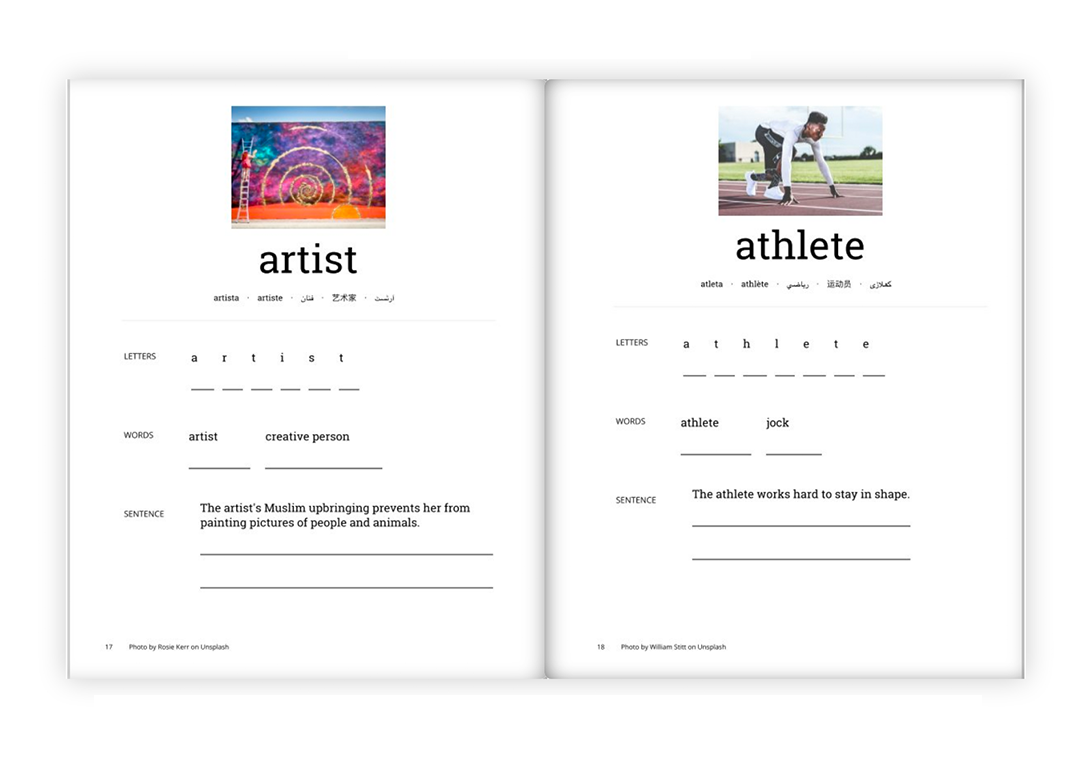 artist
artista · artiste · فنان · 艺术家 · آرتست
LETTERS a r t i s t
WORDS artist creative person
SENTENCE The artist's Muslim upbringing prevents her from
painting pictures of people and animals.
17 Photo by Rosie Kerr on Unsplash
athlete
atleta · athlète · رياضي · 运动员 · کھلاڑی
LETTERS a t h l e t e
WORDS athlete jock
SENTENCE The athlete works hard to stay in shape.
18 Photo by William Stitt on Unsplash